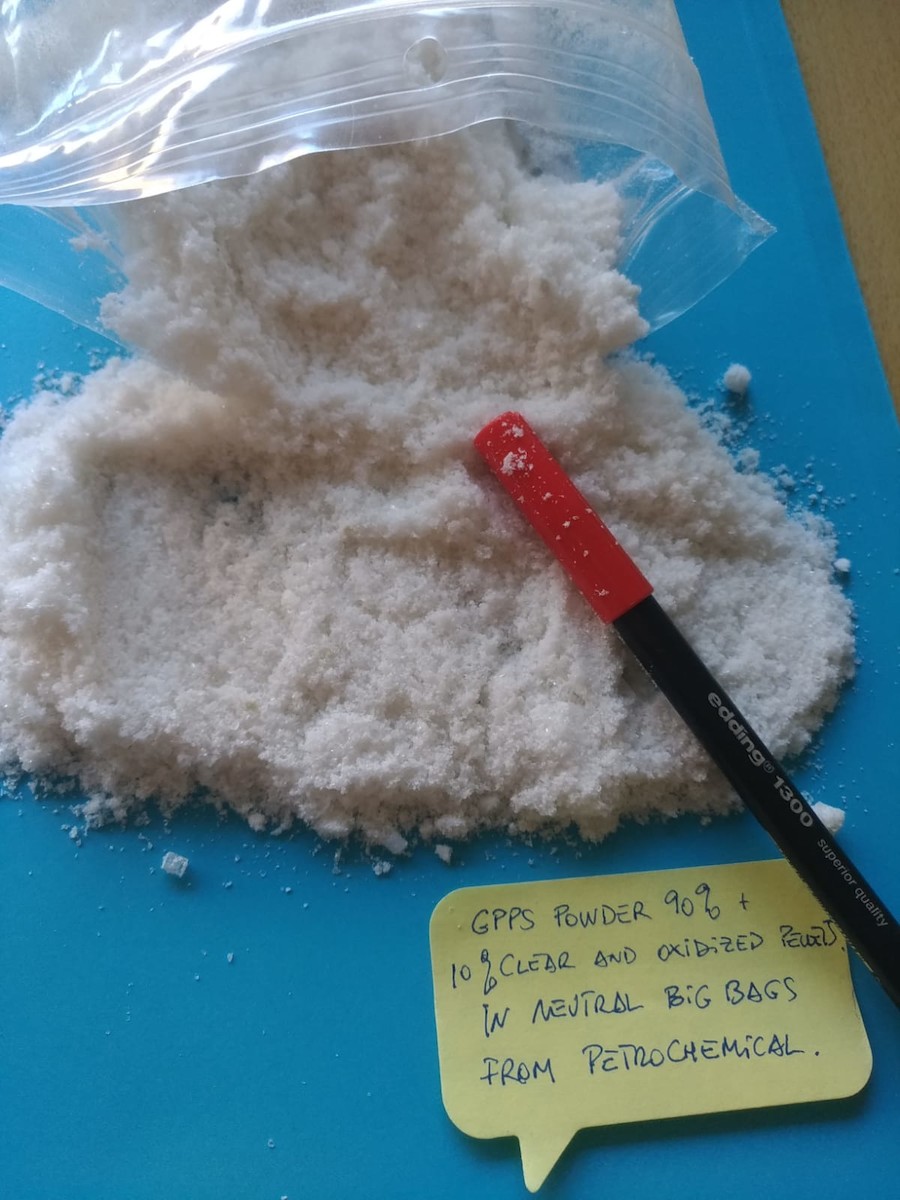 edding® 1300
superior quality
GPPS POWDER 90% +
10% CLEAR AND OXIDIZED PELLETS
IN NEUTRAL BIG BAGS
FROM PETROCHEMICAL.